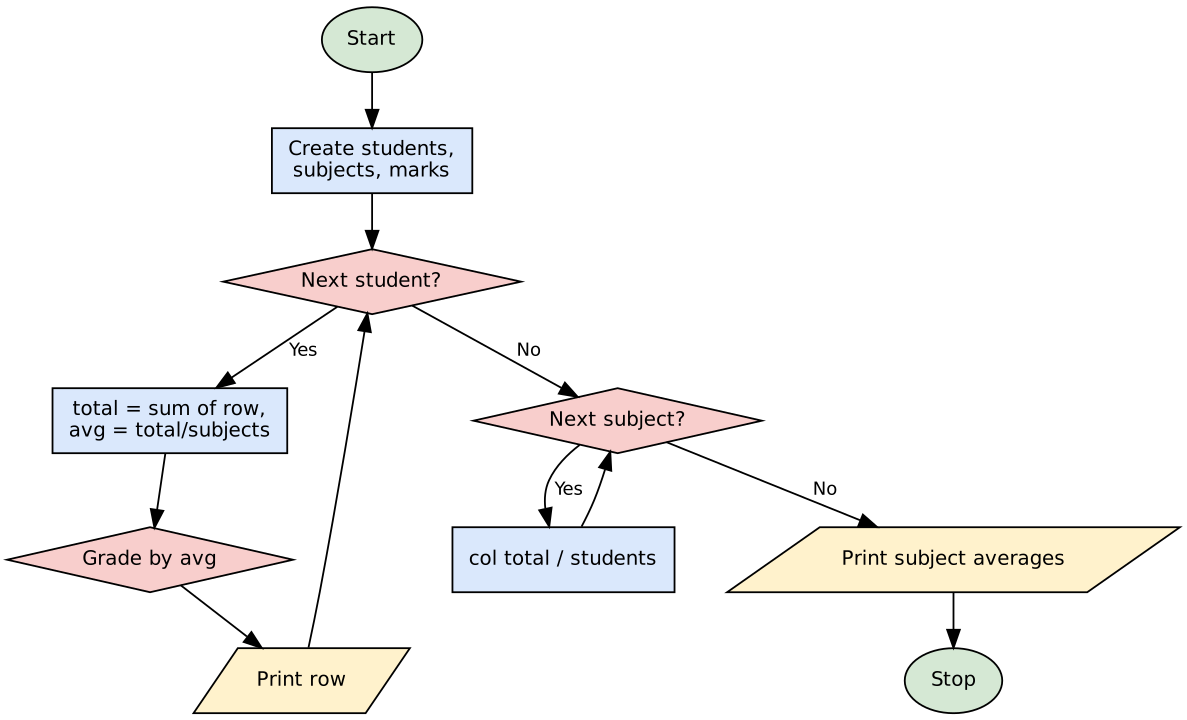 Start
Create students,
subjects, marks
Next student?
Yes
No
total = sum of row,
avg = total/subjects
Next subject?
Yes
No
Grade by avg
col total / students
Print subject averages
Print row
Stop